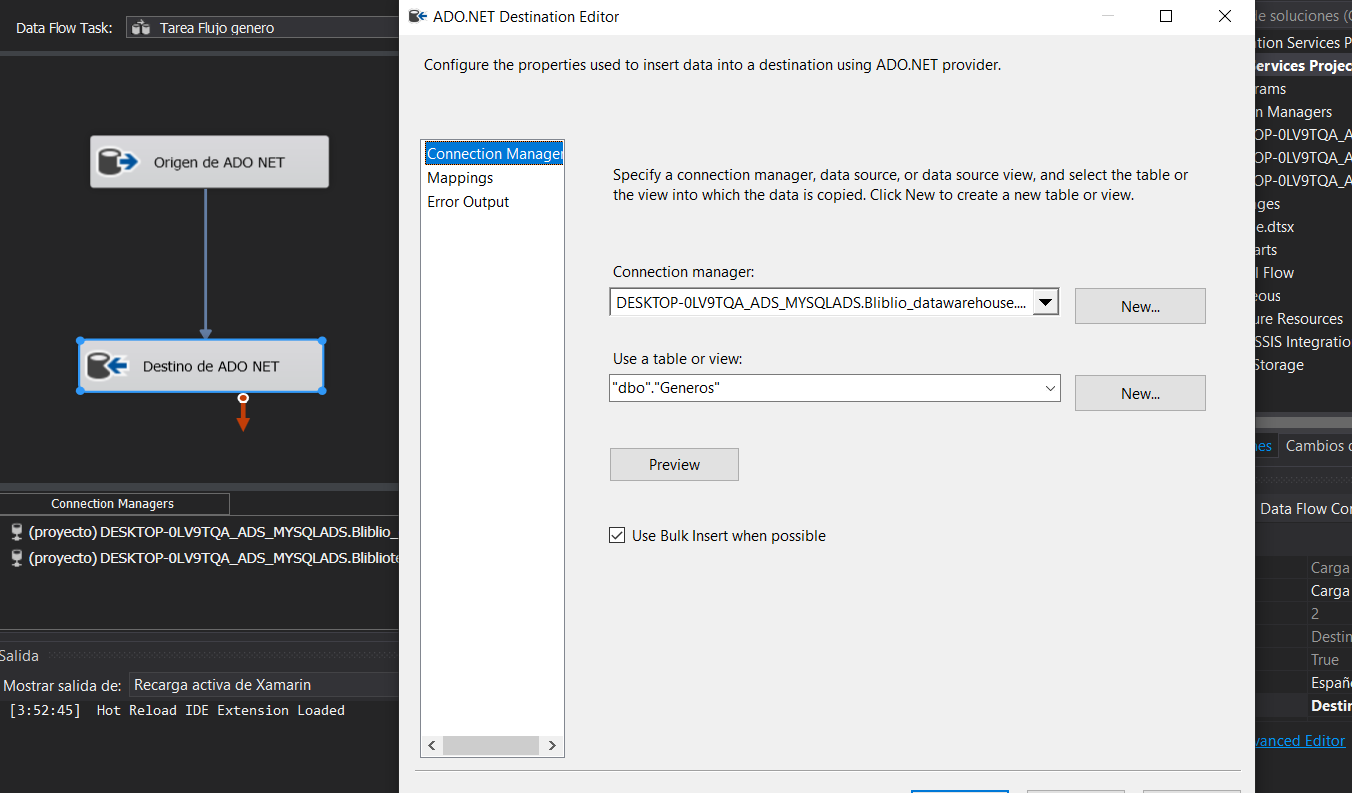 Data Flow Task:
Tarea Flujo genero
Origen de ADO NET
Destino de ADO NET
Connection Managers
(proyecto) DESKTOP-0LV9TQA_ADS_MYSQLADS.Bliblio_
(proyecto) DESKTOP-0LV9TQA_ADS_MYSQLADS.Blibliote
Salida
Mostrar salida de:
Recarga activa de Xamarin
[3:52:45]  Hot Reload IDE Extension Loaded
ADO.NET Destination Editor
Configure the properties used to insert data into a destination using ADO.NET provider.
Connection Manager
Mappings
Error Output
Specify a connection manager, data source, or data source view, and select the table or
the view into which the data is copied. Click New to create a new table or view.
Connection manager:
DESKTOP-0LV9TQA_ADS_MYSQLADS.Bliblio_datawarehouse....
New...
Use a table or view:
"dbo"."Generos"
New...
Preview
Use Bulk Insert when possible
de soluciones (
tion Services P
ervices Projec
rams
n Managers
TOP-0LV9TQA_A
OP-0LV9TQA_A
OP-0LV9TQA_A
ges
e.dtsx
arts
l Flow
eous
ure Resources
SSIS Integratio
Storage
nes
Cambios d
Data Flow Co
Carga
Carga
2
Destin
True
Españ
Destin
vanced Editor